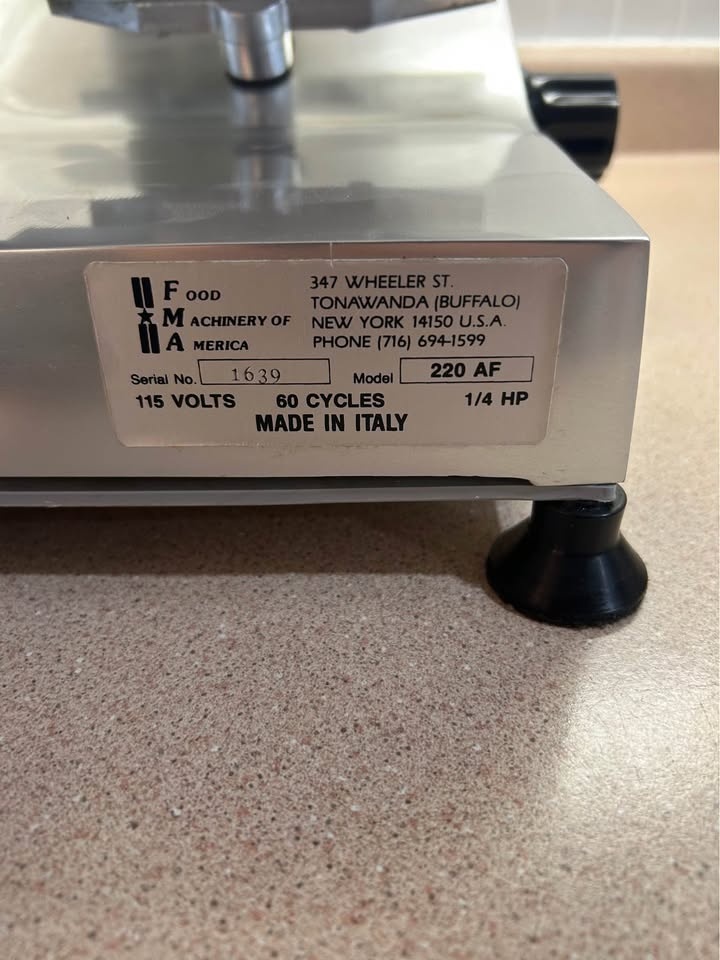 FOOD
MACHINERY OF
AMERICA
347 WHEELER ST.
TONAWANDA (BUFFALO)
NEW YORK 14150 U.S.A.
PHONE (716) 694-1599
Serial No. 1639 Model 220 AF
115 VOLTS 60 CYCLES 1/4 HP
MADE IN ITALY